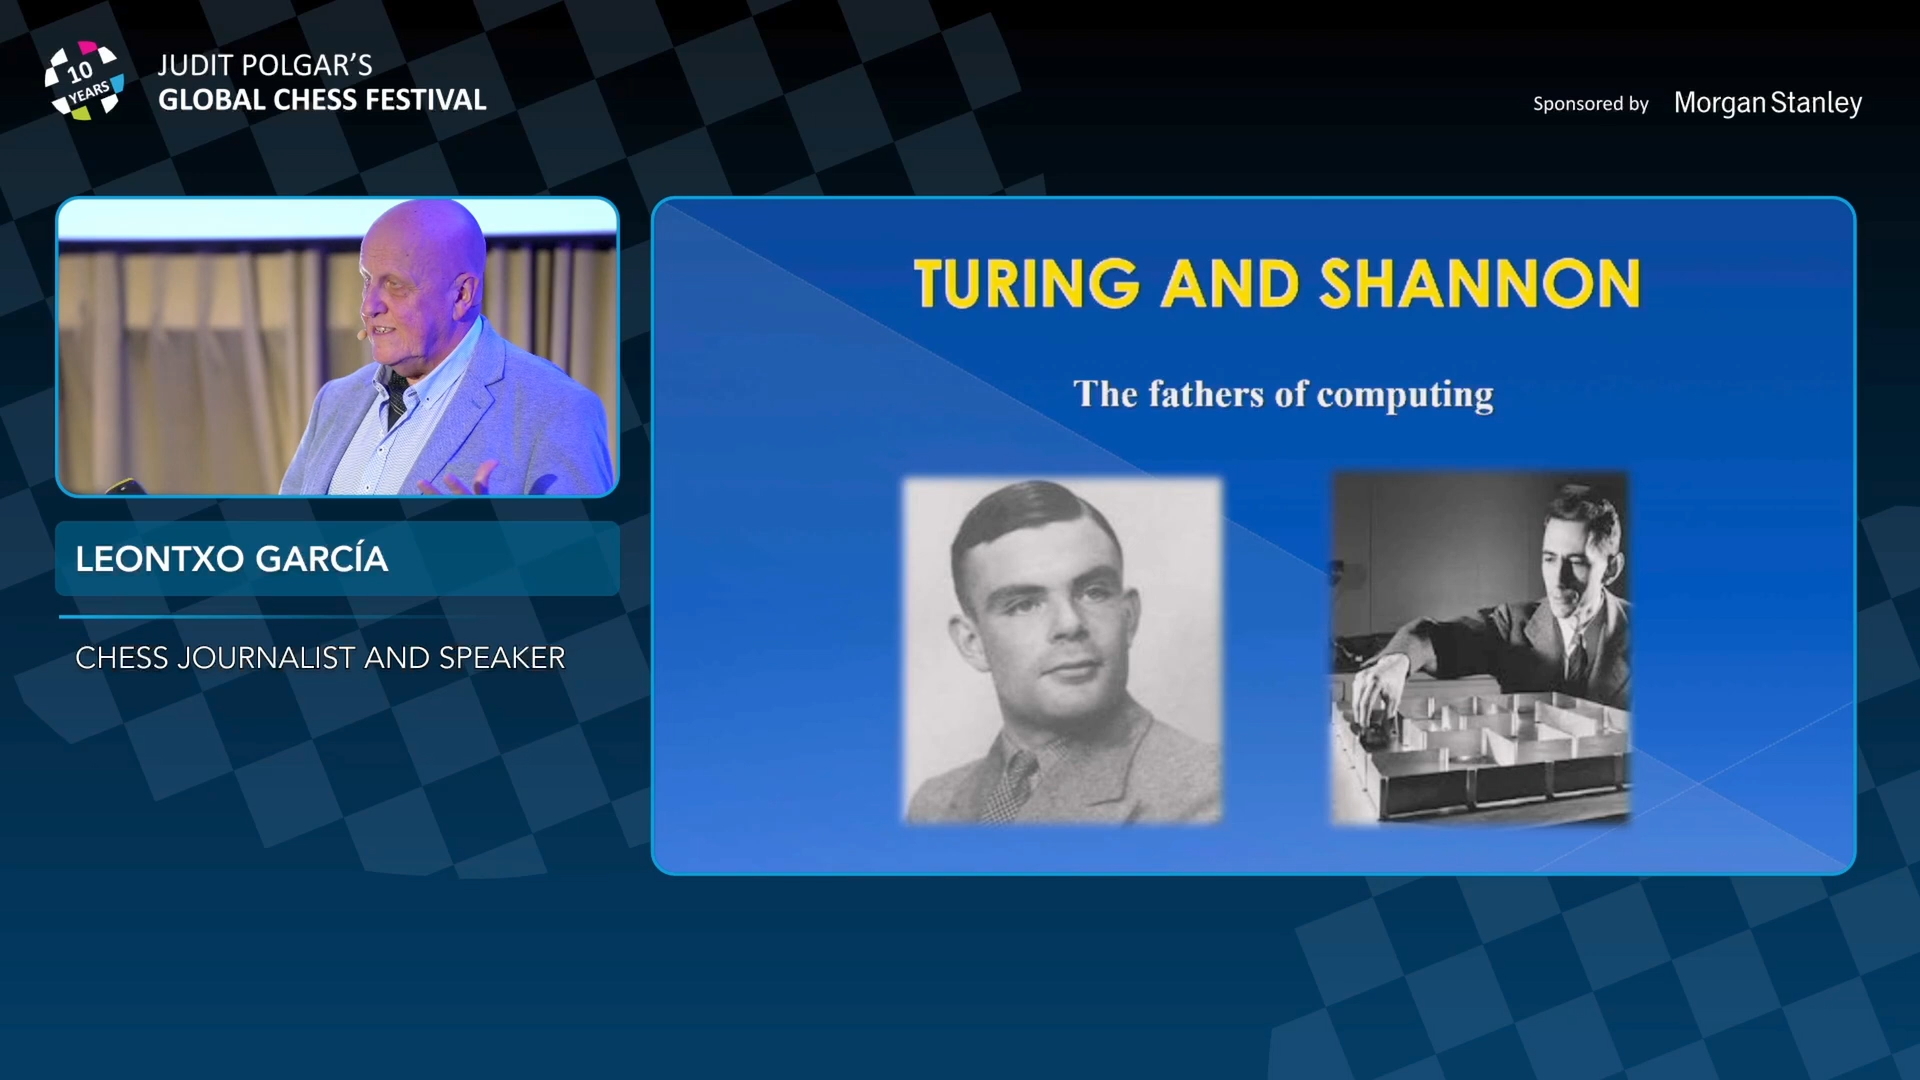 10
YEARS
JUDIT POLGAR'S
GLOBAL CHESS FESTIVAL
Sponsored by Morgan Stanley
LEONTXO GARCÍA
CHESS JOURNALIST AND SPEAKER
TURING AND SHANNON
The fathers of computing